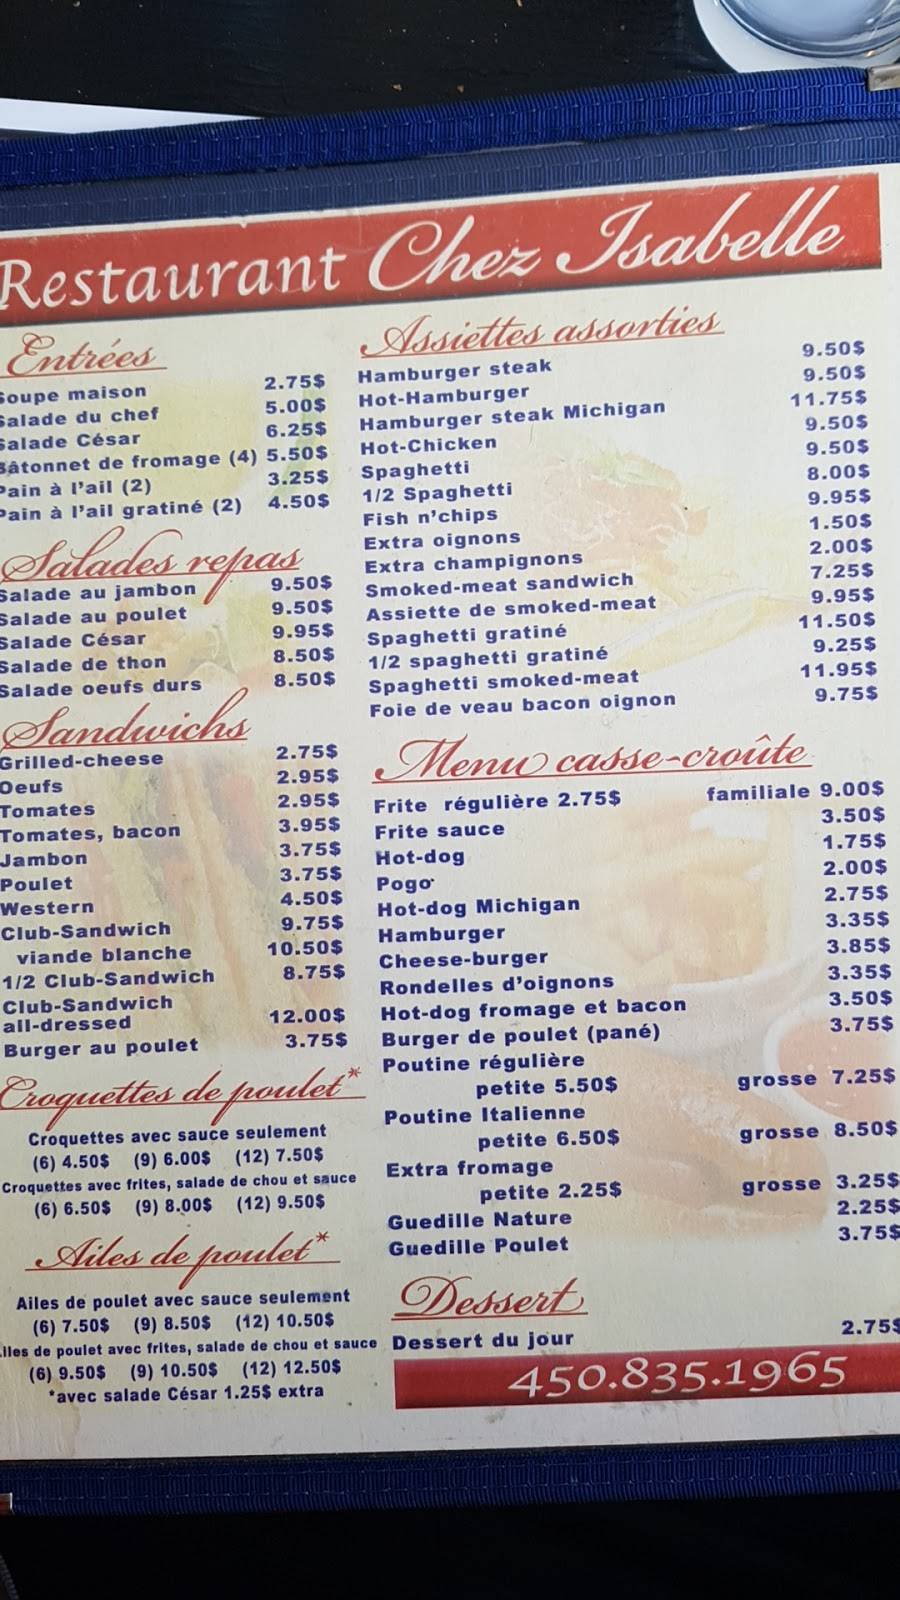 Restaurant Chez Isabelle
Entrées
Soupe maison 2.75$
Salade du chef 5.00$
Salade César 6.25$
Bâtonnet de fromage (4) 5.50$
Pain à l'ail (2) 3.25$
Pain à l'ail gratiné (2) 4.50$
Salades repas
Salade au jambon 9.50$
Salade au poulet 9.50$
Salade César 9.95$
Salade de thon 8.50$
Salade oeufs durs 8.50$
Sandwichs
Grilled-cheese 2.75$
Oeufs 2.95$
Tomates 2.95$
Tomates, bacon 3.95$
Jambon 3.75$
Poulet 3.75$
Western 4.50$
Club-Sandwich 9.75$
viande blanche 10.50$
1/2 Club-Sandwich 8.75$
Club-Sandwich
all-dressed 12.00$
Burger au poulet 3.75$
Croquettes de poulet*
Croquettes avec sauce seulement
(6) 4.50$ (9) 6.00$ (12) 7.50$
Croquettes avec frites, salade de chou et sauce
(6) 6.50$ (9) 8.00$ (12) 9.50$
Ailes de poulet*
Ailes de poulet avec sauce seulement
(6) 7.50$ (9) 8.50$ (12) 10.50$
Ailes de poulet avec frites, salade de chou et sauce
(6) 9.50$ (9) 10.50$ (12) 12.50$
*avec salade César 1.25$ extra
Assiettes assorties
Hamburger steak 9.50$
Hot-Hamburger 9.50$
Hamburger steak Michigan 11.75$
Hot-Chicken 9.50$
Spaghetti 9.50$
1/2 Spaghetti 8.00$
Fish n'chips 9.95$
Extra oignons 1.50$
Extra champignons 2.00$
Smoked-meat sandwich 7.25$
Assiette de smoked-meat 9.95$
Spaghetti gratiné 11.50$
1/2 spaghetti gratiné 9.25$
Spaghetti smoked-meat 11.95$
Foie de veau bacon oignon 9.75$
Menu casse-croûte
Frite régulière 2.75$ familiale 9.00$
Frite sauce 3.50$
Hot-dog 1.75$
Pogo 2.00$
Hot-dog Michigan 2.75$
Hamburger 3.35$
Cheese-burger 3.85$
Rondelles d'oignons 3.35$
Hot-dog fromage et bacon 3.50$
Burger de poulet (pané) 3.75$
Poutine régulière
petite 5.50$ grosse 7.25$
Poutine Italienne
petite 6.50$ grosse 8.50$
Extra fromage
petite 2.25$ grosse 3.25$
Guedille Nature 2.25$
Guedille Poulet 3.75$
Dessert
Dessert du jour 2.75$
450.835.1965